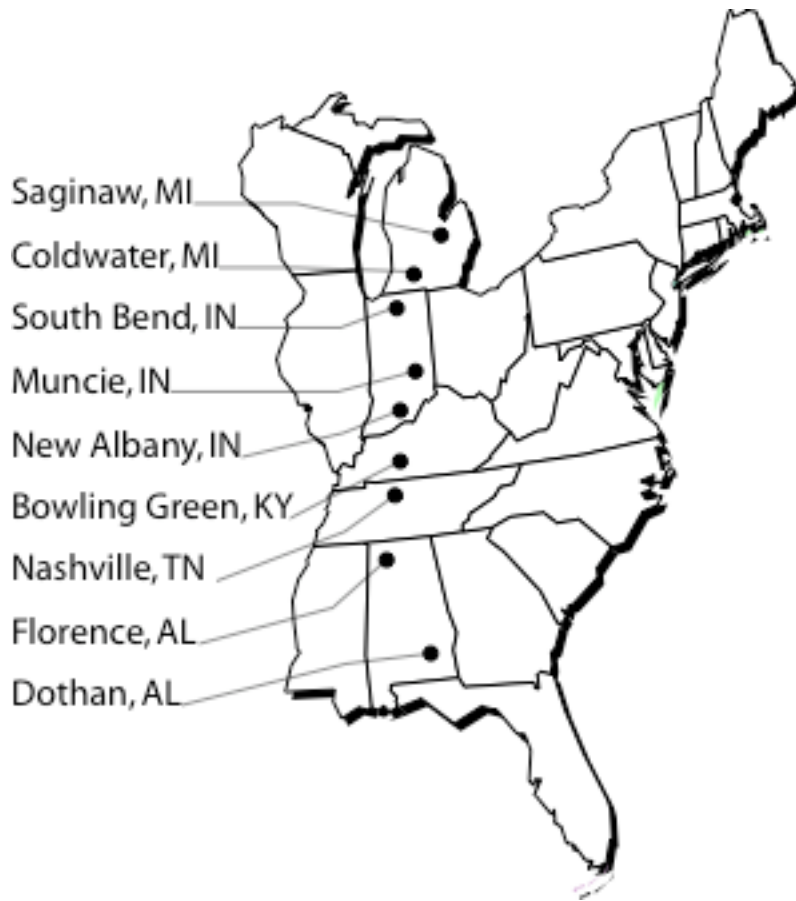 Saginaw, MI
Coldwater, MI
South Bend, IN
Muncie, IN
New Albany, IN
Bowling Green, KY
Nashville, TN
Florence, AL
Dothan, AL